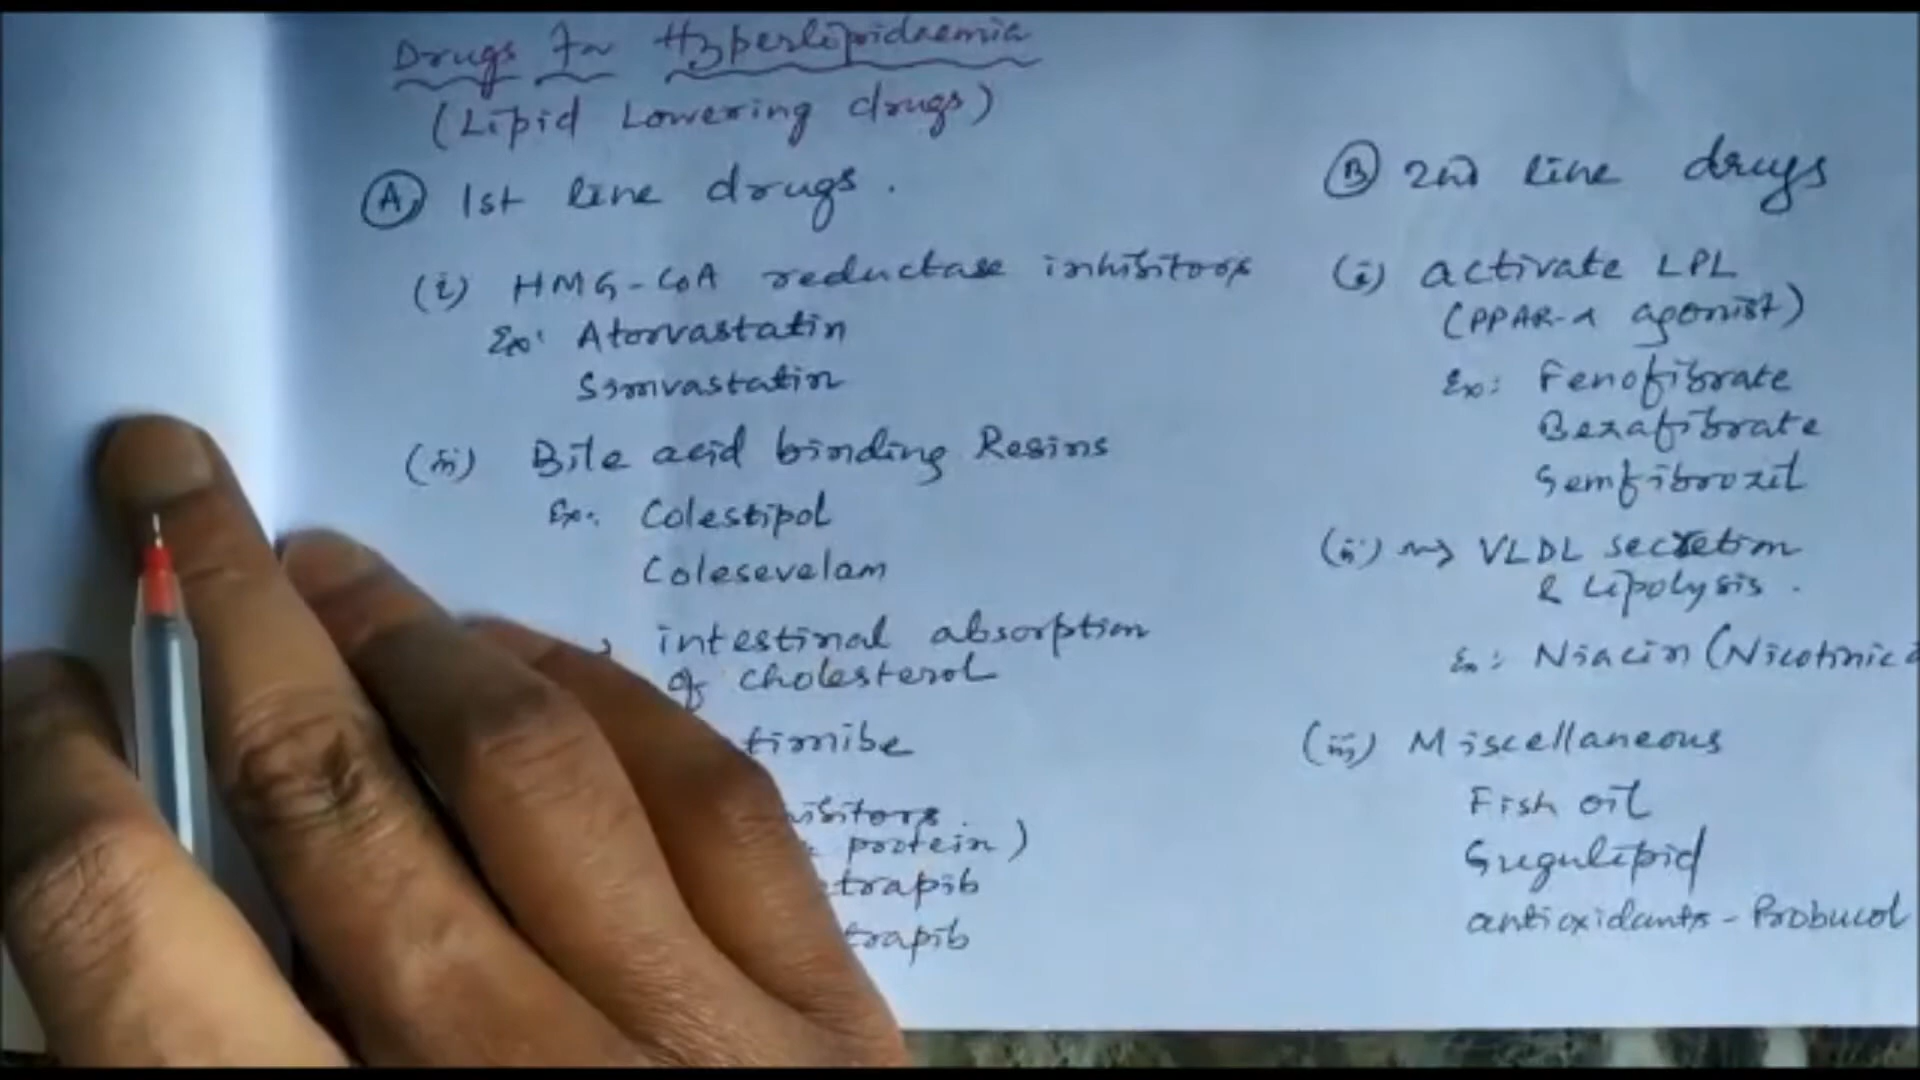 Drugs for Hyperlipidaemia
(Lipid Lowering drugs)
(A) 1st line drugs.
(i) HMG-CoA reductase inhibitors
Ex: Atorvastatin
Simvastatin
(ii) Bile acid binding Resins
Ex: Colestipol
Colesevelam
intestinal absorption
of cholesterol
timibe
bitors
protein)
trapib
trapib
(B) 2nd line drugs
(i) activate LPL
(PPAR-α agonist)
Ex: Fenofibrate
Bezafibrate
Gemfibrozil
(ii) VLDL secretion
& Lipolysis.
Ex: Niacin (Nicotinic a
(iii) Miscellaneous
Fish oil
Gugulipid
antioxidants - Probucol